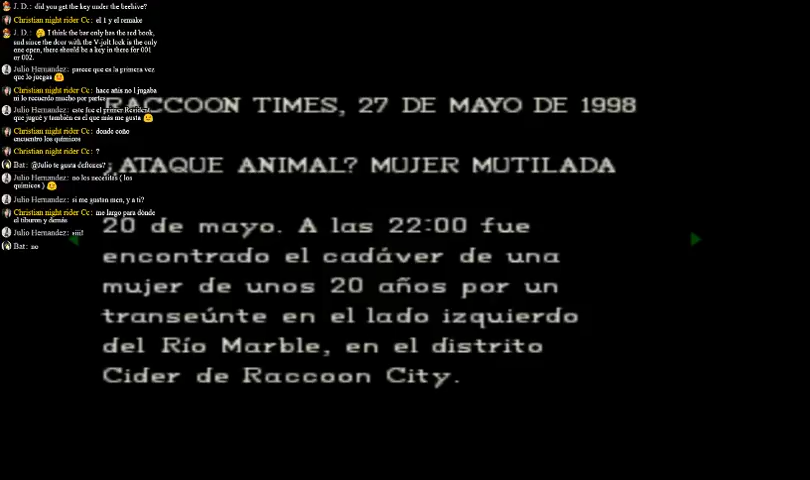 J. D.: did you get the key under the beehive?
Christian night rider Cc: el 1 y el remake
J. D.: 🤔 I think the bar only has the red book,
and since the door with the V-jolt lock is the only
one open, there should be a key in there for 001
or 002.
Julio Hernandez: parece que es la primera vez
que lo juegas
Christian night rider Cc: hace añis no l jugaba
ni lo recuerdo mucho por partes
Julio Hernandez: este fue el primer Resident
que jugué y también es el que más me gusta
Christian night rider Cc: donde coño
encuentro los químicos
Christian night rider Cc: ?
Bat: @Julio te gusta deftones?
Julio Hernandez: no los necesites ( los
químicos )
Julio Hernandez: si me gustan men, y a ti?
Christian night rider Cc: me largo para donde
el tiburon y demás
Julio Hernandez: siii!
Bat: no
RACCOON TIMES, 27 DE MAYO DE 1998
¿ATAQUE ANIMAL? MUJER MUTILADA
20 de mayo. A las 22:00 fue
encontrado el cadáver de una
mujer de unos 20 años por un
transeúnte en el lado izquierdo
del Río Marble, en el distrito
Cider de Raccoon City.